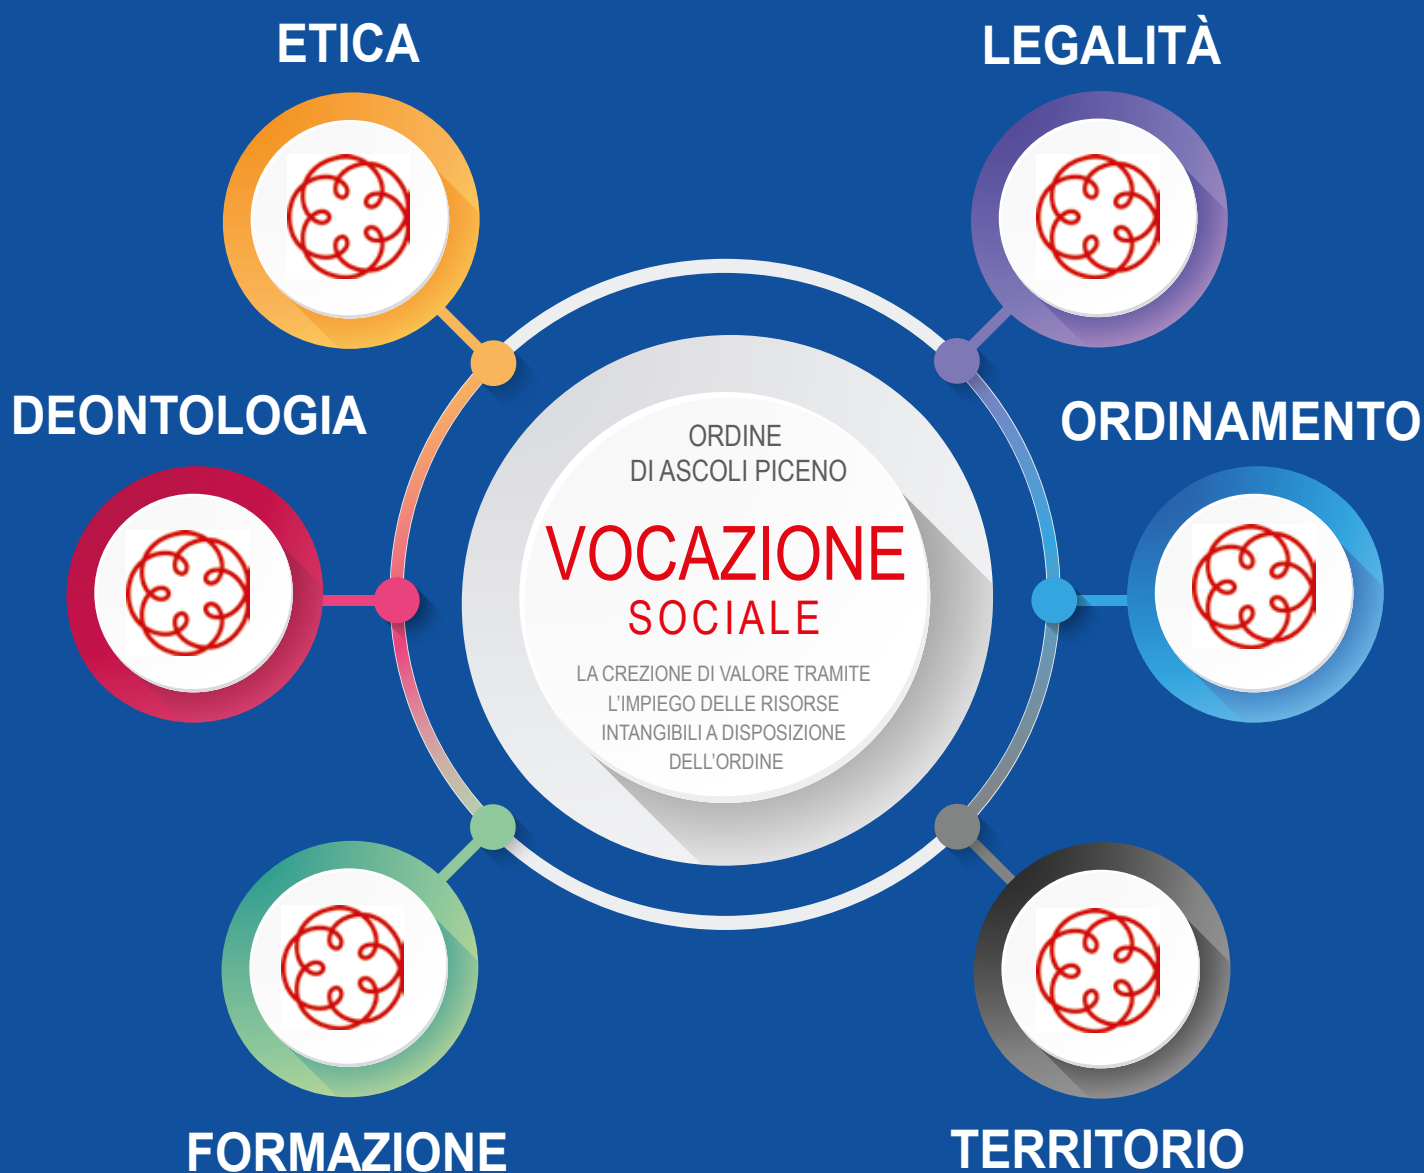 ETICA
LEGALITÀ
DEONTOLOGIA
ORDINAMENTO
ORDINE
DI ASCOLI PICENO
VOCAZIONE
SOCIALE
LA CREZIONE DI VALORE TRAMITE
L'IMPIEGO DELLE RISORSE
INTANGIBILI A DISPOSIZIONE
DELL'ORDINE
FORMAZIONE
TERRITORIO